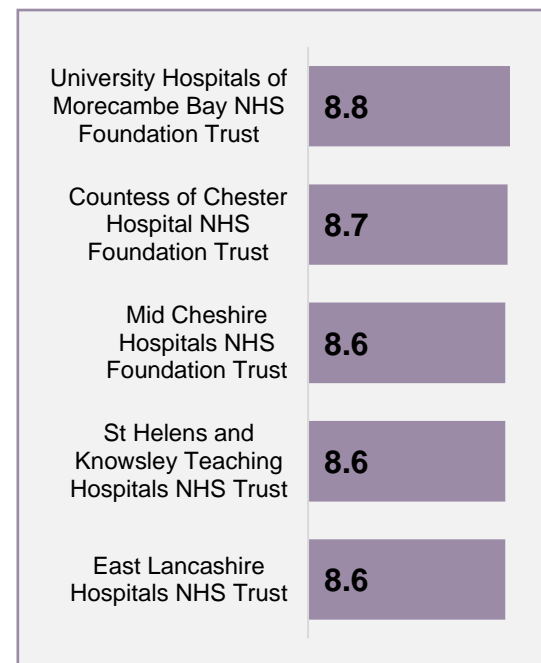 University Hospitals of
Morecambe Bay NHS
Foundation Trust
8.8
Countess of Chester
Hospital NHS
Foundation Trust
8.7
Mid Cheshire
Hospitals NHS
Foundation Trust
8.6
St Helens and
Knowsley Teaching
Hospitals NHS Trust
8.6
East Lancashire
Hospitals NHS Trust
8.6